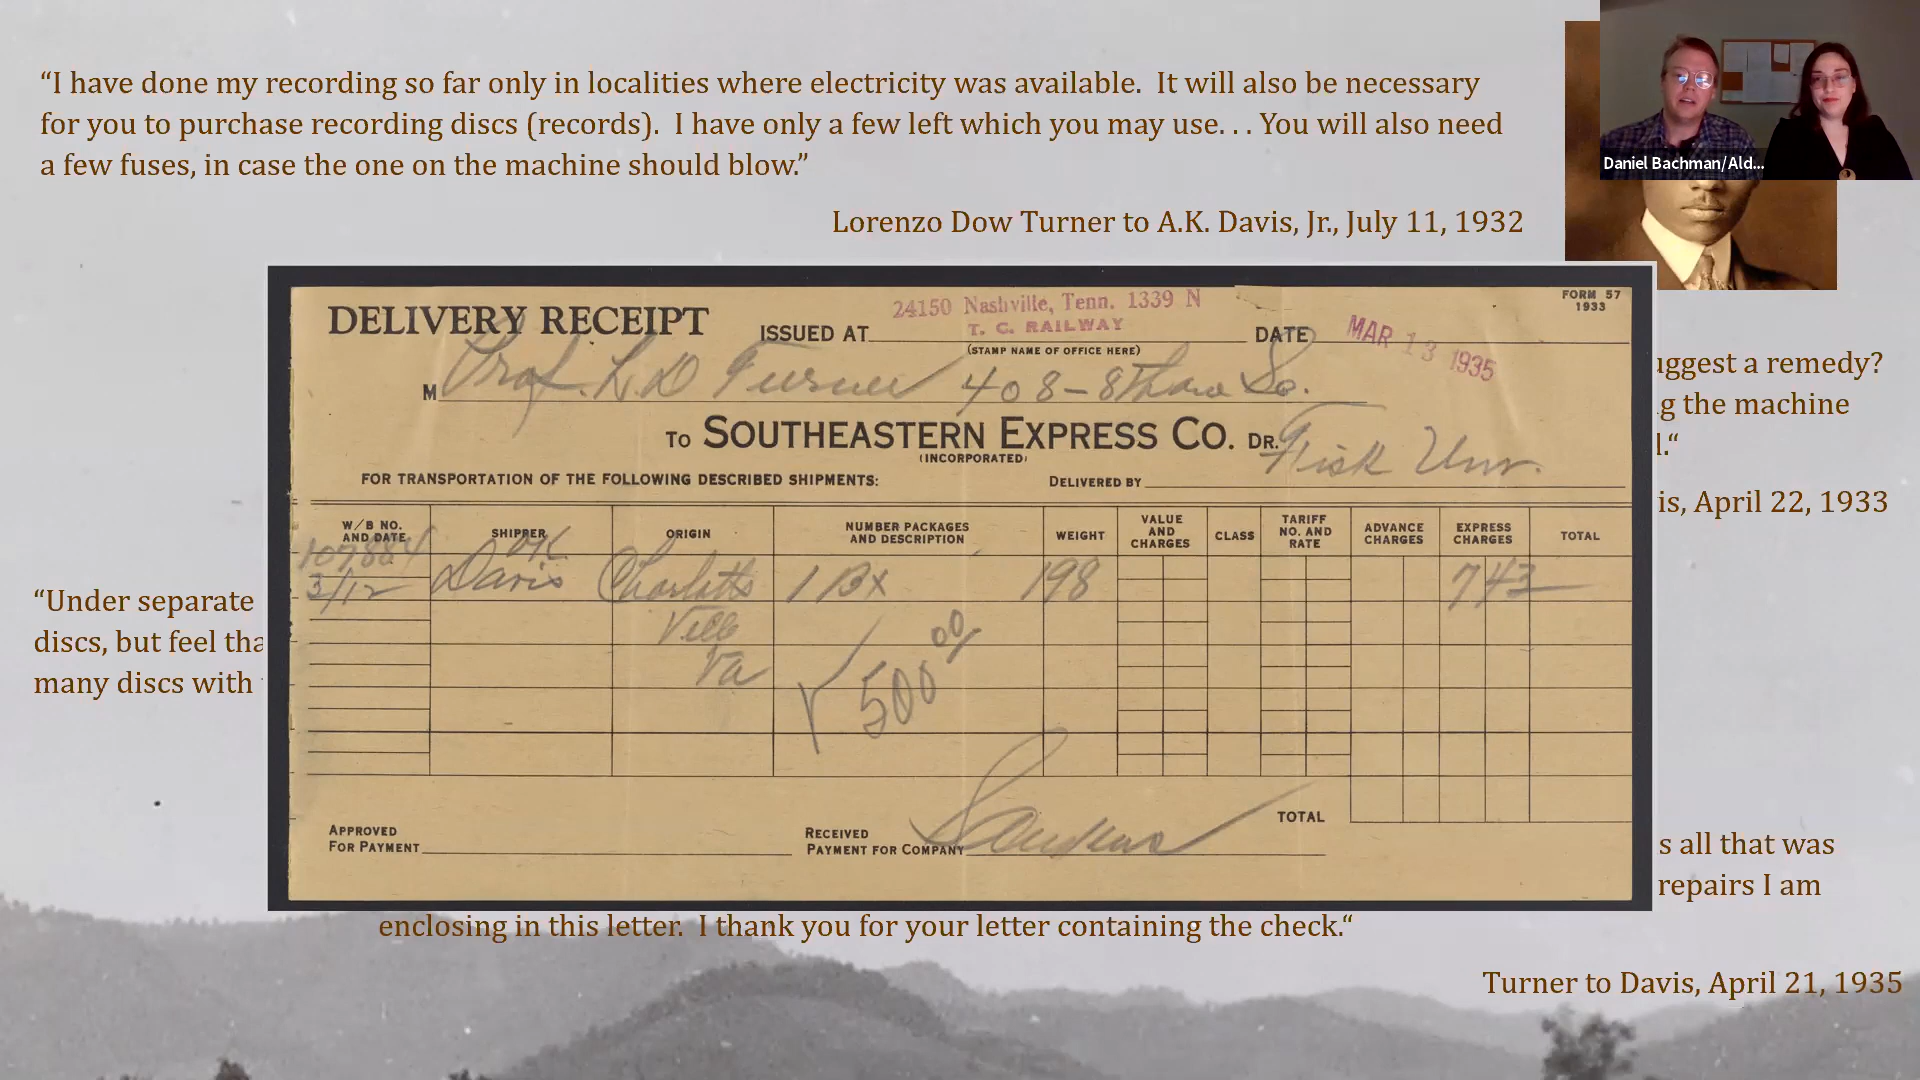 “I have done my recording so far only in localities where electricity was available.  It will also be necessary
for you to purchase recording discs (records).  I have only a few left which you may use. . . You will also need
a few fuses, in case the one on the machine should blow.”
Lorenzo Dow Turner to A.K. Davis, Jr., July 11, 1932
Daniel Bachman/Ald...
DELIVERY RECEIPT
ISSUED AT
24150 Nashville, Tenn. 1339 N
T. C. RAILWAY
(STAMP NAME OF OFFICE HERE)
DATE
MAR 13 1935
FORM 57
1933
M Prof. L. D Turner 408-8th ave So.
TO SOUTHEASTERN EXPRESS CO. DR.
(INCORPORATED)
Fisk Unv.
FOR TRANSPORTATION OF THE FOLLOWING DESCRIBED SHIPMENTS:
DELIVERED BY
W/B NO. AND DATE
SHIPPER
ORIGIN
NUMBER PACKAGES AND DESCRIPTION
WEIGHT
VALUE AND CHARGES
CLASS
TARIFF NO. AND RATE
ADVANCE CHARGES
EXPRESS CHARGES
TOTAL
107884
3/12 Davis Charlotts 1 Bx 198 743
Ville
Va
500 00
TOTAL
APPROVED
FOR PAYMENT
RECEIVED
PAYMENT FOR COMPANY
uggest a remedy?
g the machine
l.“
is, April 22, 1933
“Under separate
discs, but feel tha
many discs with
s all that was
repairs I am
enclosing in this letter.  I thank you for your letter containing the check.“
Turner to Davis, April 21, 1935